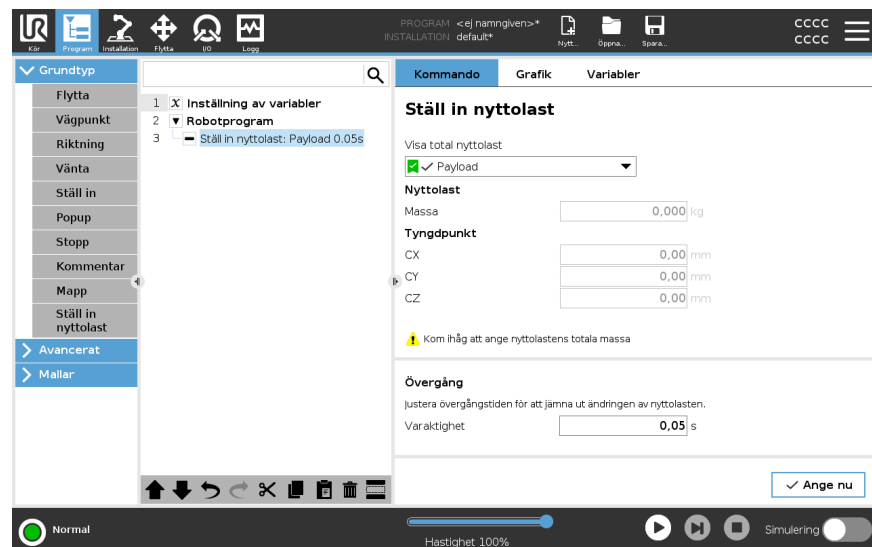 PROGRAM <ej namngiven>*
INSTALLATION default*
CCCC
CCCC
Kör
Program
Installation
Flytta
I/O
Logg
Nytt...
Öppna...
Spara...
Grundtyp
Flytta
Vägpunkt
Riktning
Vänta
Ställ in
Popup
Stopp
Kommentar
Mapp
Ställ in
nyttolast
Avancerat
Mallar
1 X Inställning av variabler
2 Robotprogram
3 Ställ in nyttolast: Payload 0.05s
Kommando Grafik Variabler
Ställ in nyttolast
Visa total nyttolast
Payload
Nyttolast
Massa 0,000 kg
Tyngdpunkt
CX 0,00 mm
CY 0,00 mm
CZ 0,00 mm
Kom ihåg att ange nyttolastens totala massa
Övergång
Justera övergångstiden för att jämna ut ändringen av nyttolasten.
Varaktighet 0,05 s
Ange nu
Normal
Hastighet 100%
Simulering